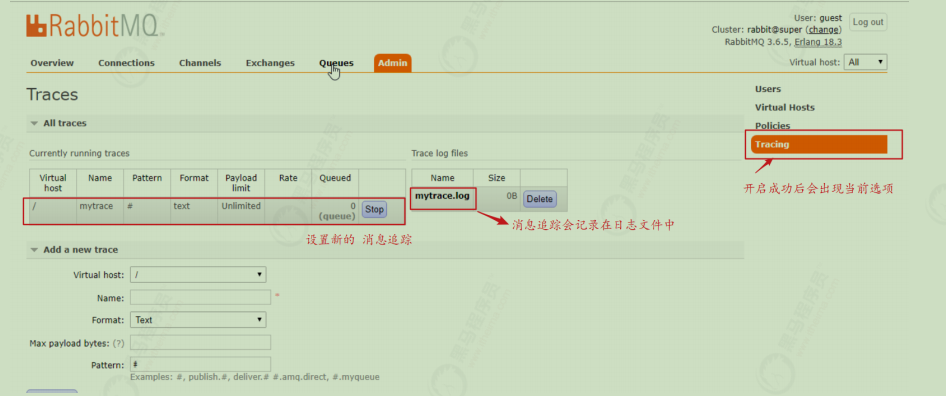 RabbitMQ
User: guest
Log out
Cluster: rabbit@super (change)
RabbitMQ 3.6.5, Erlang 18.3
Overview Connections Channels Exchanges Queues Admin
Virtual host: All
Traces
Users
Virtual Hosts
Policies
Tracing
开启成功后会出现当前选项
All traces
Currently running traces
Virtual host Name Pattern Format Payload limit Rate Queued
/ mytrace # text Unlimited 0 (queue) Stop
设置新的 消息追踪
Trace log files
Name Size
mytrace.log 0B Delete
消息追踪会记录在日志文件中
Add a new trace
Virtual host: /
Name: *
Format: Text
Max payload bytes: (?)
Pattern: #
Examples: #, publish.#, deliver.# #.amq.direct, #.myqueue